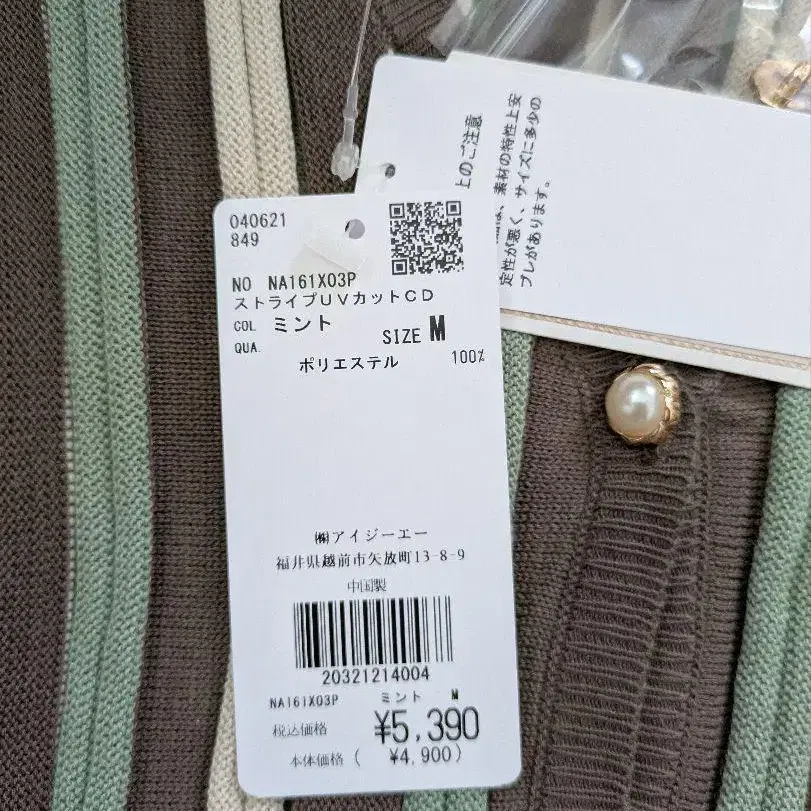 040621
849
NO NA161X03P
ストライプUVカットCD
COL ミント
QUA.
SIZE M
ポリエステル 100%
㈱アイジーエー
福井県越前市矢放町13-8-9
中国製
20321214004
NA161X03P ミント M
税込価格 ¥5,390
本体価格( ¥4,900)
上のご注意
、素材の特性上安
定性が悪く、サイズに多少の
ブレがあります。